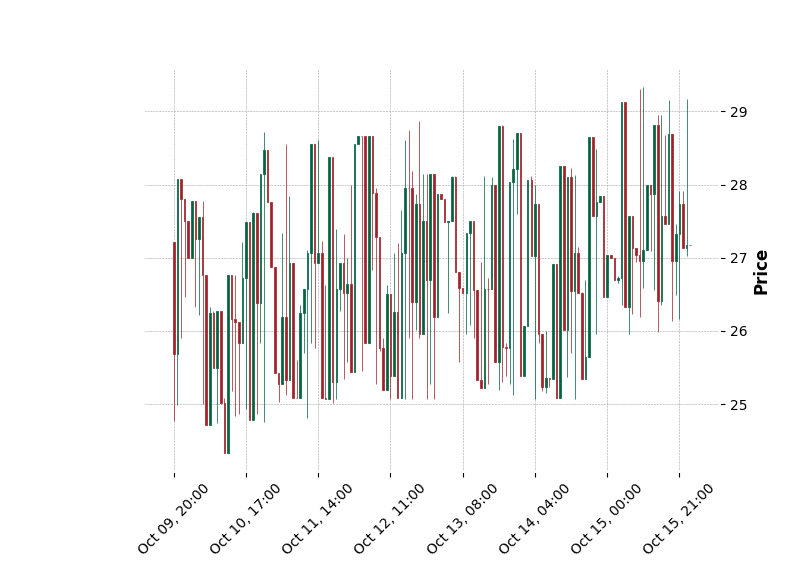 29
28
27
26
25
Price
Oct 09, 20:00
Oct 10, 17:00
Oct 11, 14:00
Oct 12, 11:00
Oct 13, 08:00
Oct 14, 04:00
Oct 15, 00:00
Oct 15, 21:00